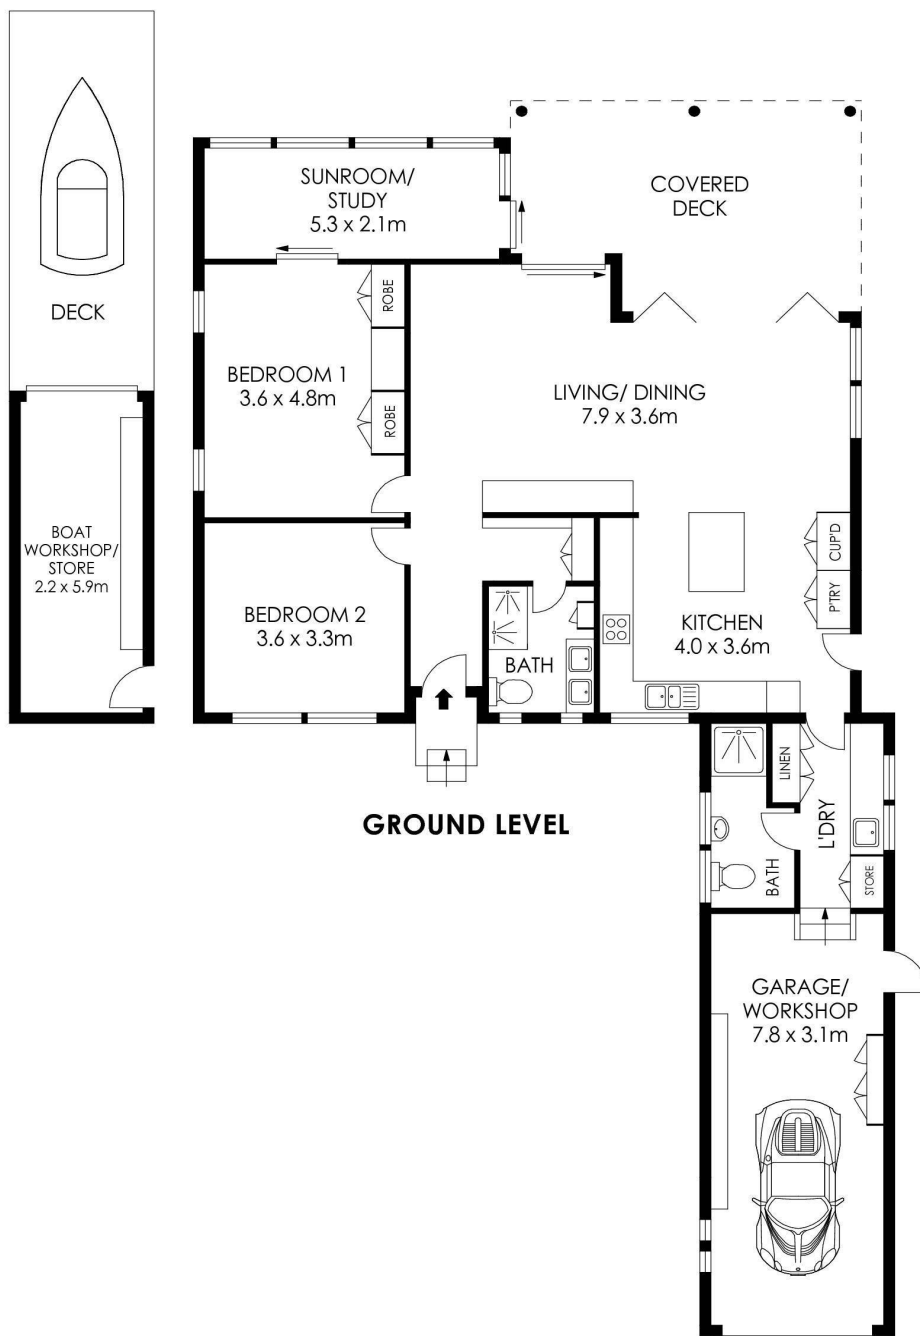 SUNROOM/
STUDY
5.3 x 2.1m
COVERED
DECK
DECK
ROBE
BEDROOM 1
3.6 x 4.8m
ROBE
LIVING/ DINING
7.9 x 3.6m
BOAT
WORKSHOP/
STORE
2.2 x 5.9m
CUP'D
P'TRY
BEDROOM 2
3.6 x 3.3m
KITCHEN
4.0 x 3.6m
BATH
GROUND LEVEL
LINEN
L'DRY
BATH
STORE
GARAGE/
WORKSHOP
7.8 x 3.1m